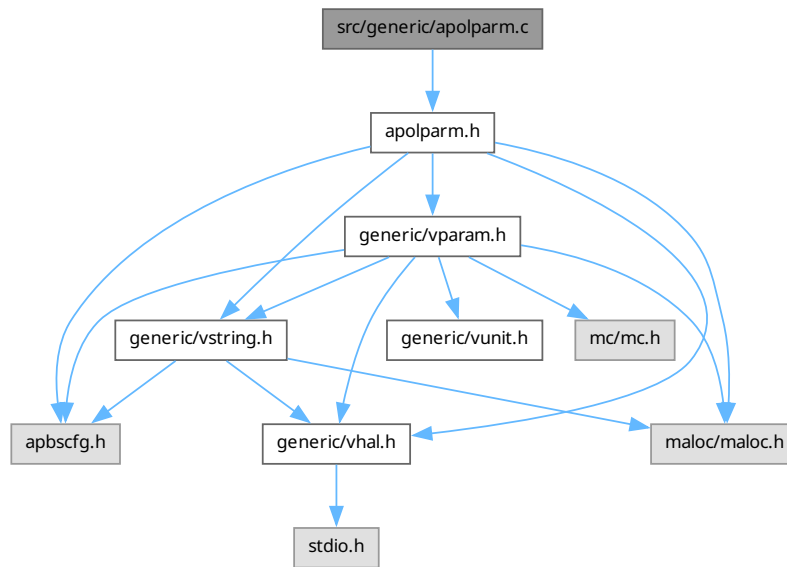 src/generic/apolparm.c
apolparm.h
generic/vparam.h
generic/vstring.h
generic/vunit.h
mc/mc.h
apbscfg.h
generic/vhal.h
maloc/maloc.h
stdio.h